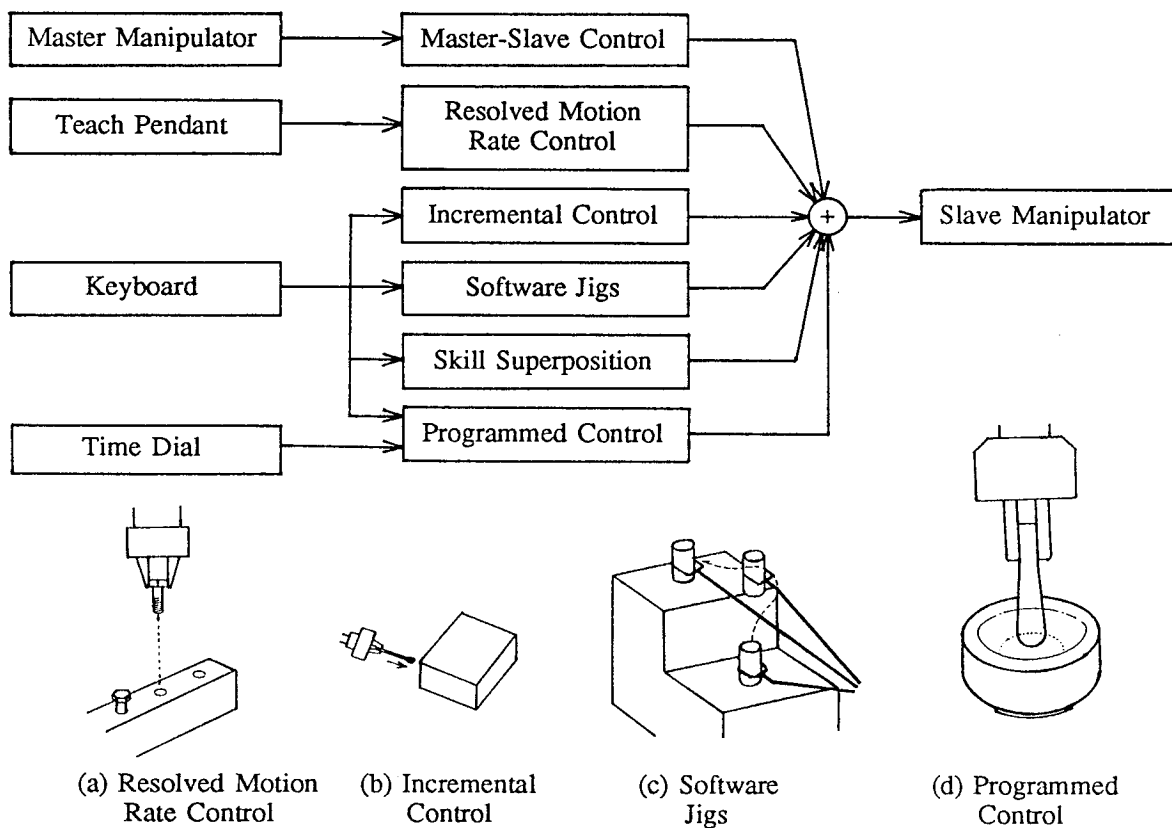 Master Manipulator
Master-Slave Control
Teach Pendant
Resolved Motion
Rate Control
Incremental Control
+
Slave Manipulator
Keyboard
Software Jigs
Skill Superposition
Time Dial
Programmed Control
(a) Resolved Motion
Rate Control
(b) Incremental
Control
(c) Software
Jigs
(d) Programmed
Control